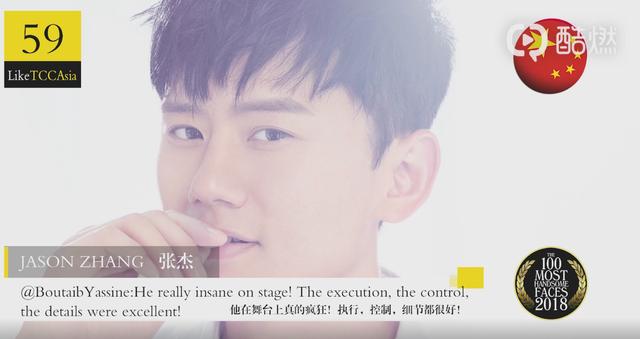 59
LikeTCCAsia
酷燃
JASON ZHANG 张杰
@BoutaibYassine:He really insane on stage! The execution, the control,
the details were excellent!
他在舞台上真的疯狂！执行，控制，细节都很好！
THE
100
MOST
HANDSOME
FACES
2018